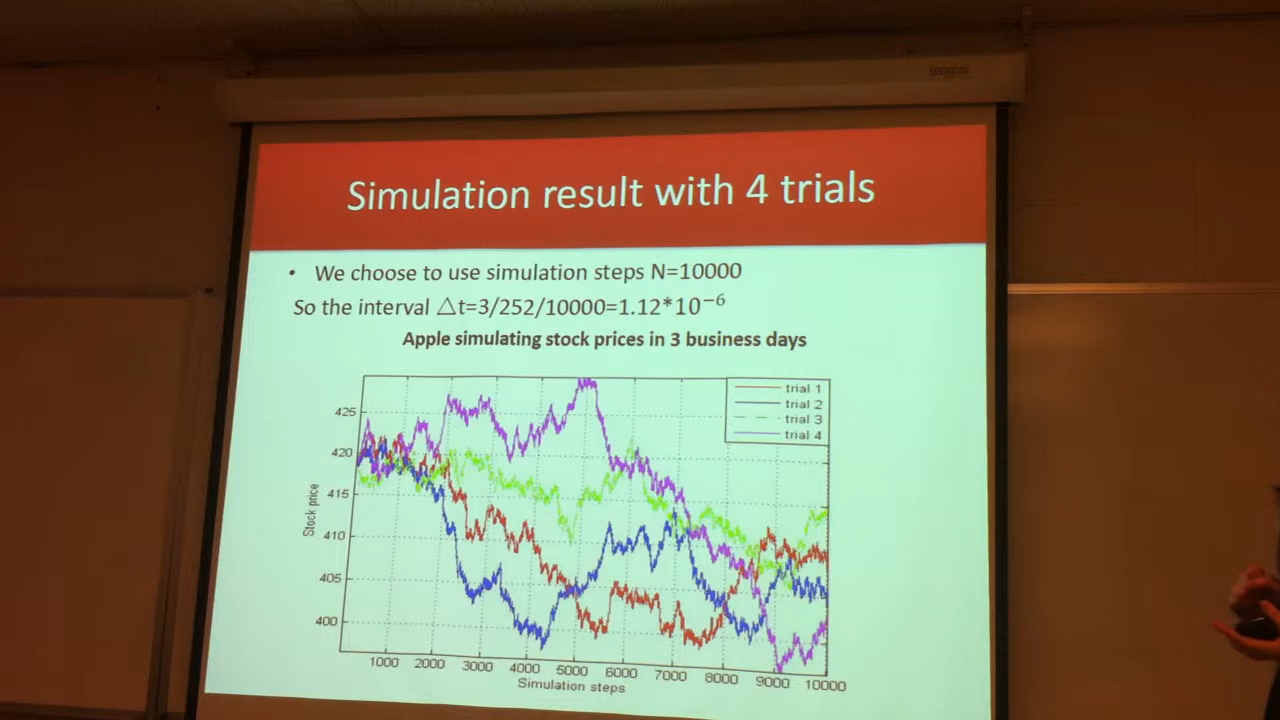 Simulation result with 4 trials
• We choose to use simulation steps N=10000
So the interval △t=3/252/10000=1.12*10⁻⁶
Apple simulating stock prices in 3 business days
trial 1
trial 2
trial 3
trial 4
425
420
415
410
405
400
Stock price
1000 2000 3000 4000 5000 6000 7000 8000 9000 10000
Simulation steps